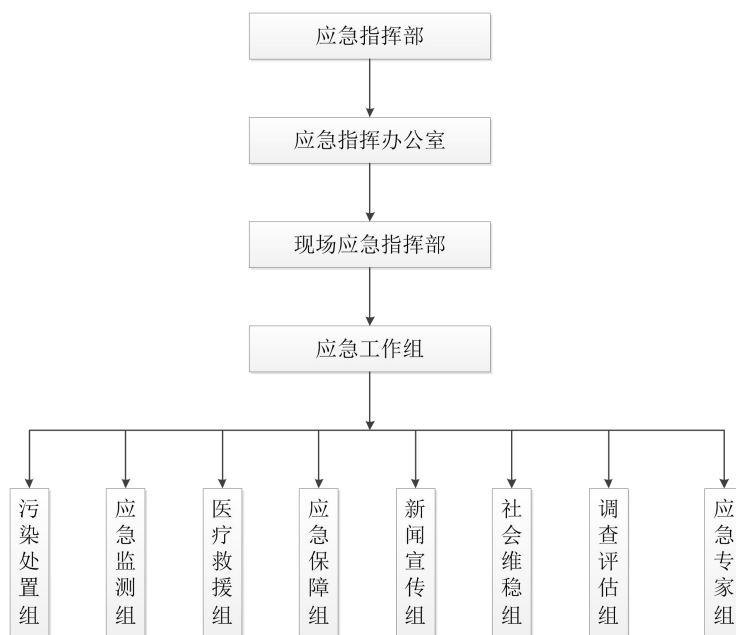 应急指挥部
应急指挥办公室
现场应急指挥部
应急工作组
污染处置组
应急监测组
医疗救援组
应急保障组
新闻宣传组
社会维稳组
调查评估组
应急专家组